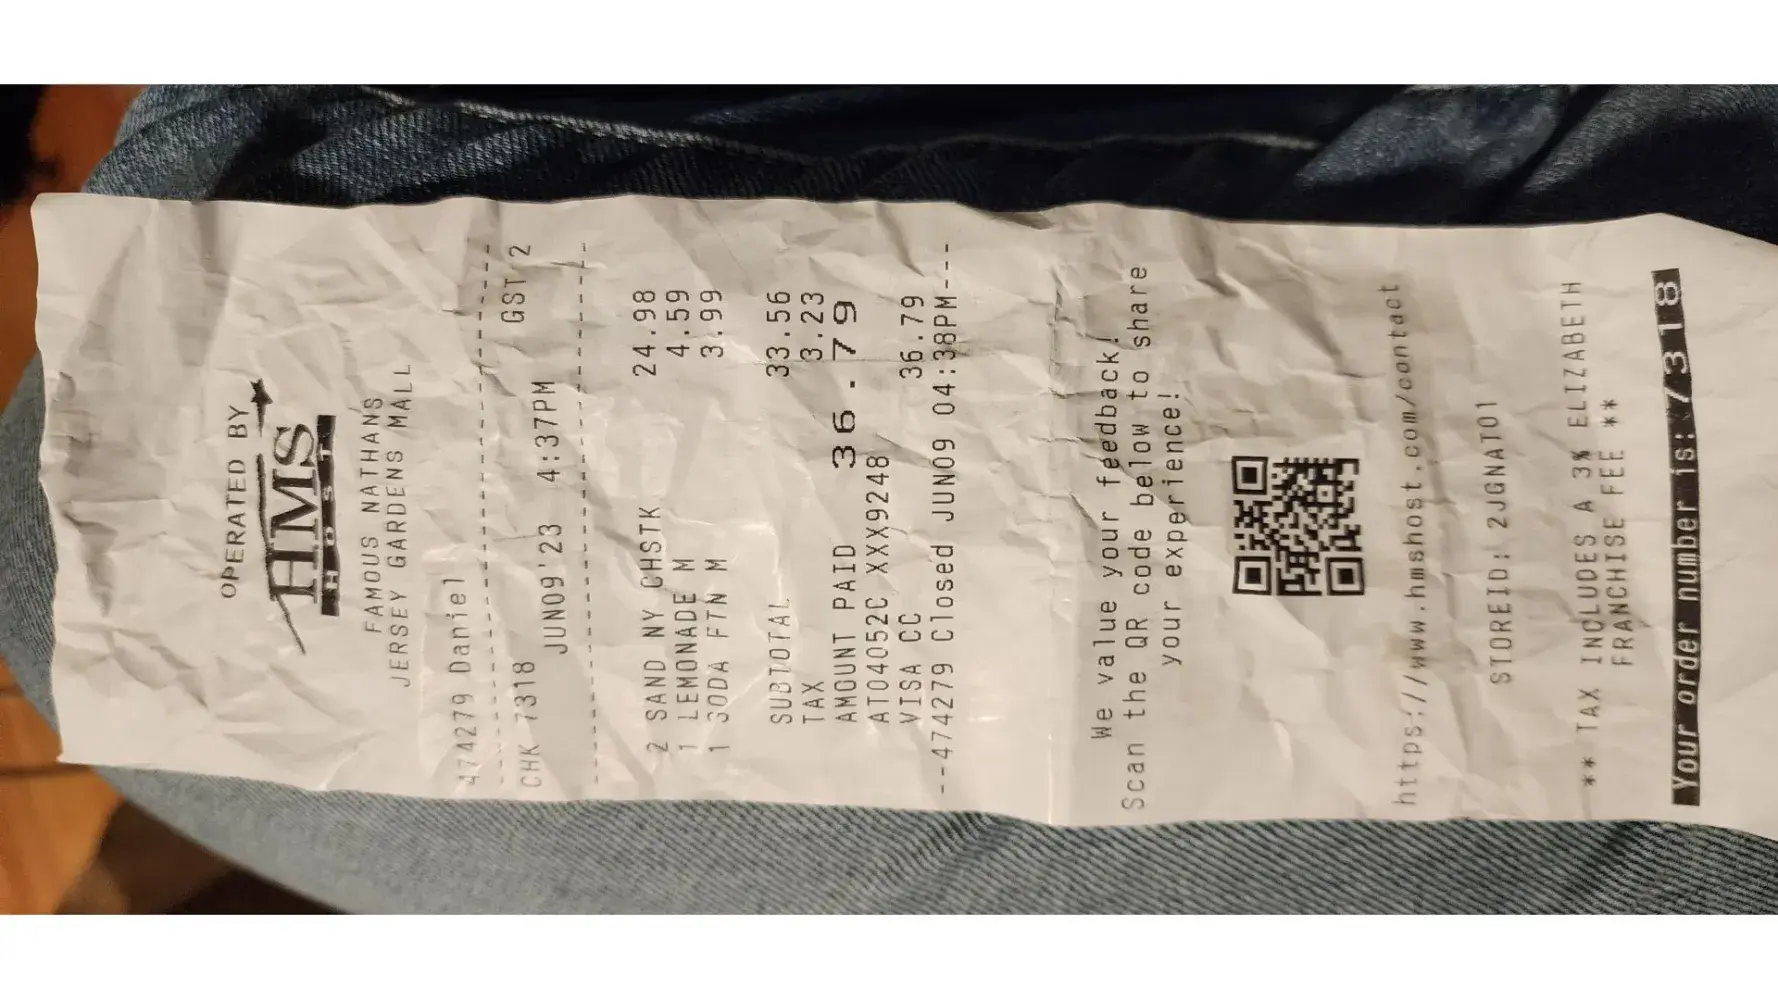 OPERATED BY
HMS
HOST
FAMOUS NATHANS
JERSEY GARDENS MALL
474279 Daniel
---------------------------------
CHK 7318 GST 2
JUN09'23 4:37PM
---------------------------------
2 SAND NY CHSTK 24.98
1 LEMONADE M 4.59
1 SODA FTN M 3.99
SUBTOTAL 33.56
TAX 3.23
AMOUNT PAID 36.79
AT04052C XXX9248
VISA CC 36.79
--474279 Closed JUN09 04:38PM---
We value your feedback!
Scan the QR code below to share
your experience!
https://www.hmshost.com/contact
STOREID: 2JGNAT01
** TAX INCLUDES A 3% ELIZABETH
FRANCHISE FEE **
Your order number is: 7318